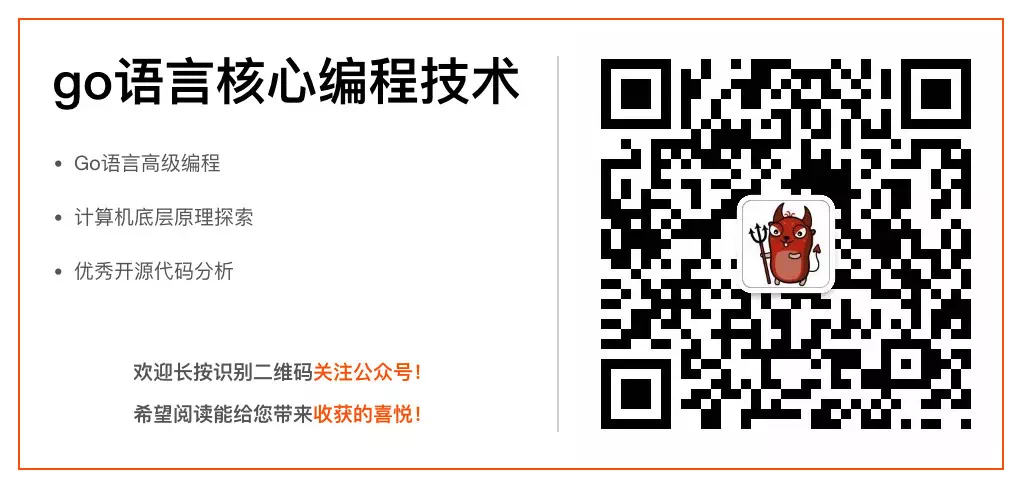 go语言核心编程技术
• Go语言高级编程
• 计算机底层原理探索
• 优秀开源代码分析
欢迎长按识别二维码关注公众号!
希望阅读能给您带来收获的喜悦!